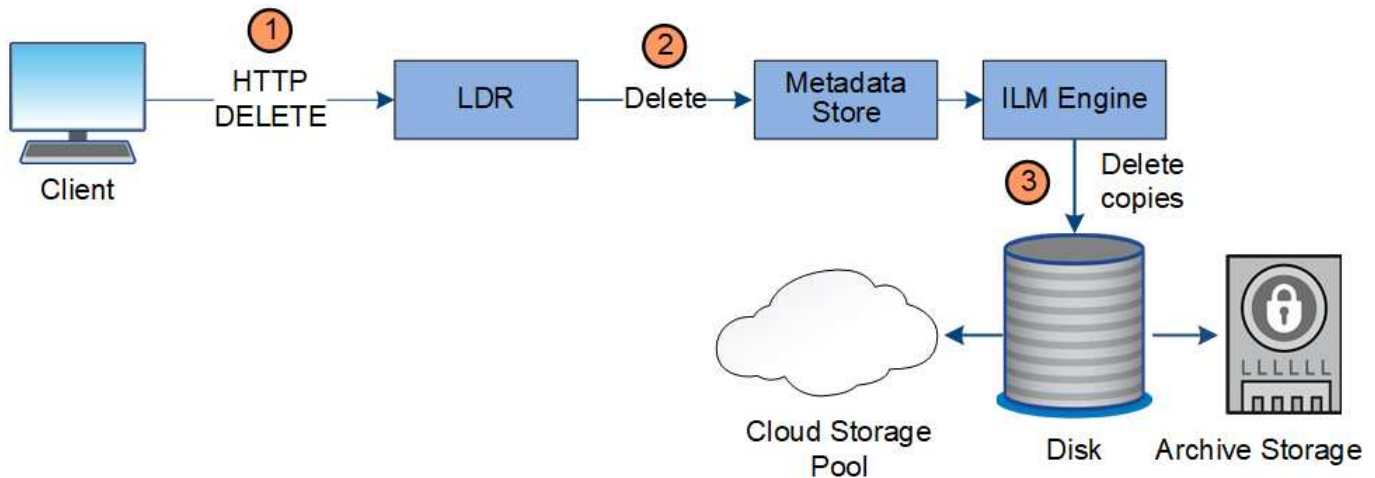 1
HTTP
DELETE
Client
LDR
2
Delete
Metadata
Store
ILM Engine
3
Delete
copies
Cloud Storage
Pool
Disk
LLLLLL
Archive Storage